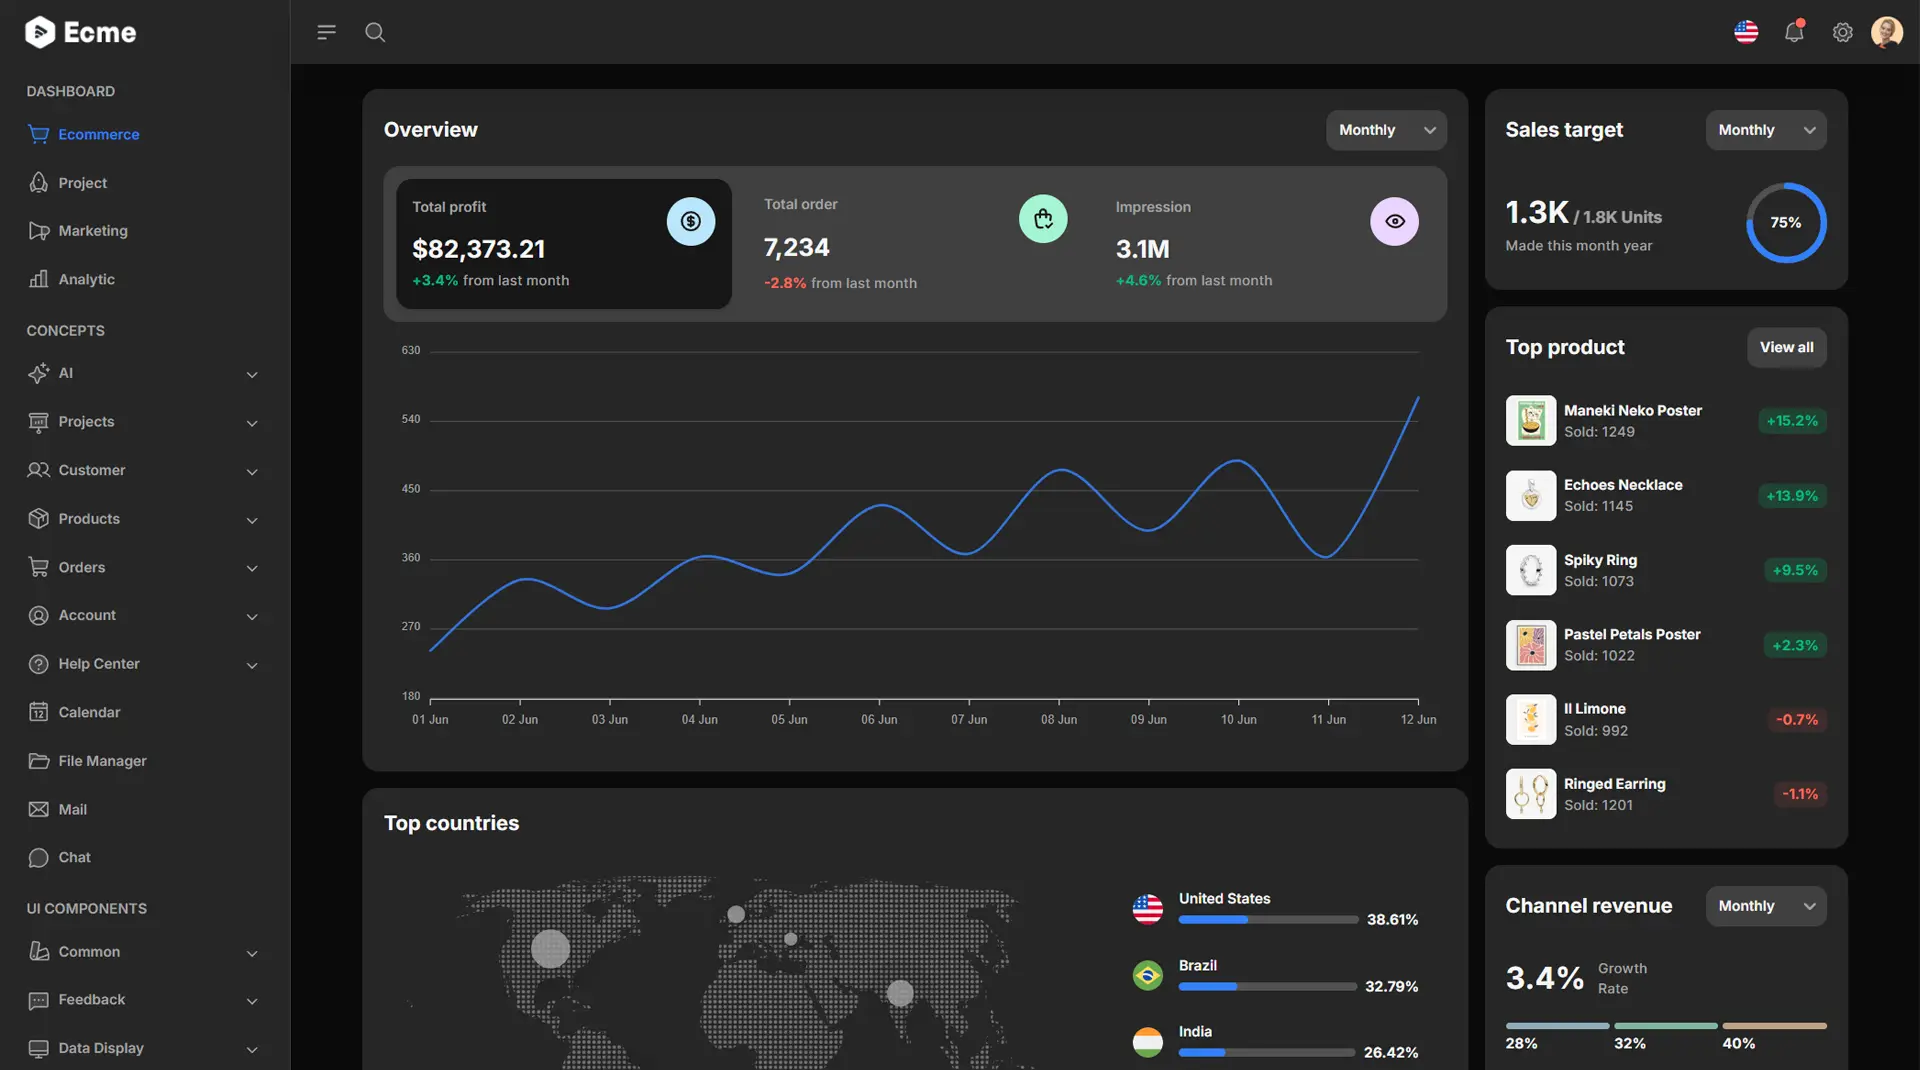 Ecme
DASHBOARD
Ecommerce
Project
Marketing
Analytic
CONCEPTS
AI
Projects
Customer
Products
Orders
Account
Help Center
12
Calendar
File Manager
Mail
Chat
UI COMPONENTS
Common
Feedback
Data Display
Overview
Monthly
Total profit
$
$82,373.21
+3.4% from last month
Total order
7,234
-2.8% from last month
Impression
3.1M
+4.6% from last month
630
540
450
360
270
180
01 Jun 02 Jun 03 Jun 04 Jun 05 Jun 06 Jun 07 Jun 08 Jun 09 Jun 10 Jun 11 Jun 12 Jun
Top countries
United States
38.61%
Brazil
32.79%
India
26.42%
Sales target
Monthly
1.3K / 1.8K Units
Made this month year
75%
Top product
View all
Maneki Neko Poster
Sold: 1249
+15.2%
Echoes Necklace
Sold: 1145
+13.9%
Spiky Ring
Sold: 1073
+9.5%
Pastel Petals Poster
Sold: 1022
+2.3%
Il Limone
Sold: 992
-0.7%
Ringed Earring
Sold: 1201
-1.1%
Channel revenue
Monthly
3.4%
Growth
Rate
28% 32% 40%